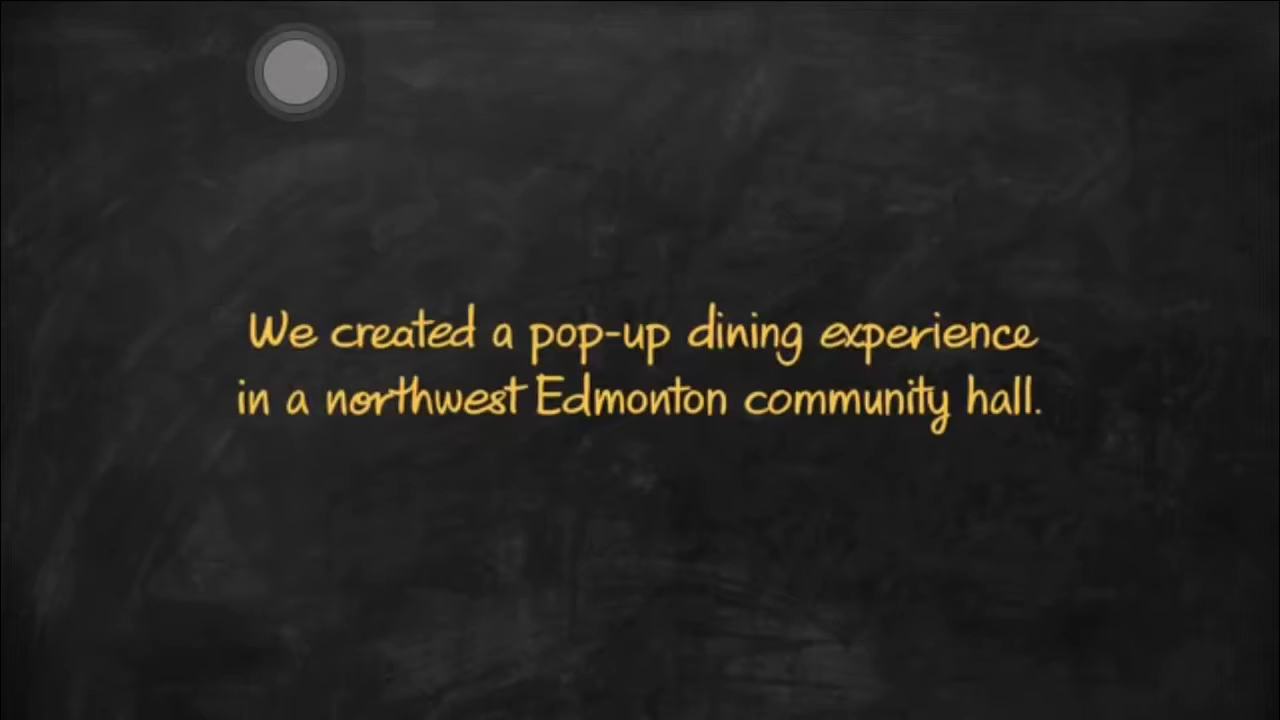 We created a pop-up dining experience
in a northwest Edmonton community hall.